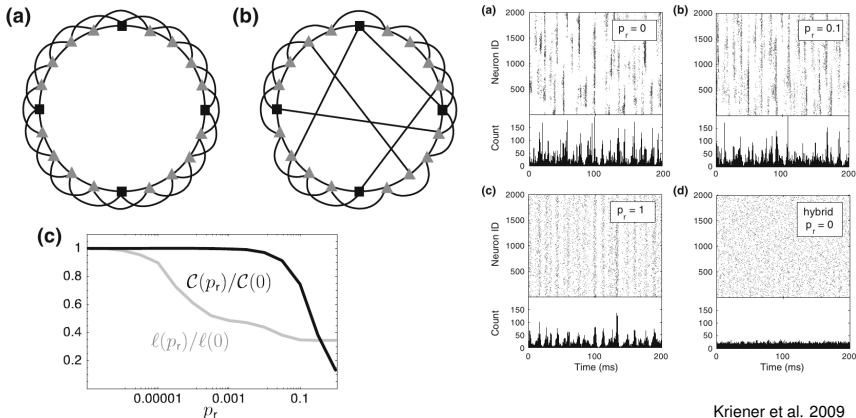 (a)
(b)
(c)
1
0.8
0.6
0.4
0.2
C(pr)/C(0)
ℓ(pr)/ℓ(0)
0.00001
0.001
0.1
pr
(a)
2000
1500
1000
500
Neuron ID
pr = 0
150
100
50
0
Count
0
100
200
(b)
2000
1500
1000
500
pr = 0.1
150
100
50
0
0
100
200
(c)
2000
1500
1000
500
Neuron ID
pr = 1
150
100
50
0
Count
0
100
200
Time (ms)
(d)
2000
1500
1000
500
hybrid
pr = 0
150
100
50
0
0
100
200
Time (ms)
Kriener et al. 2009